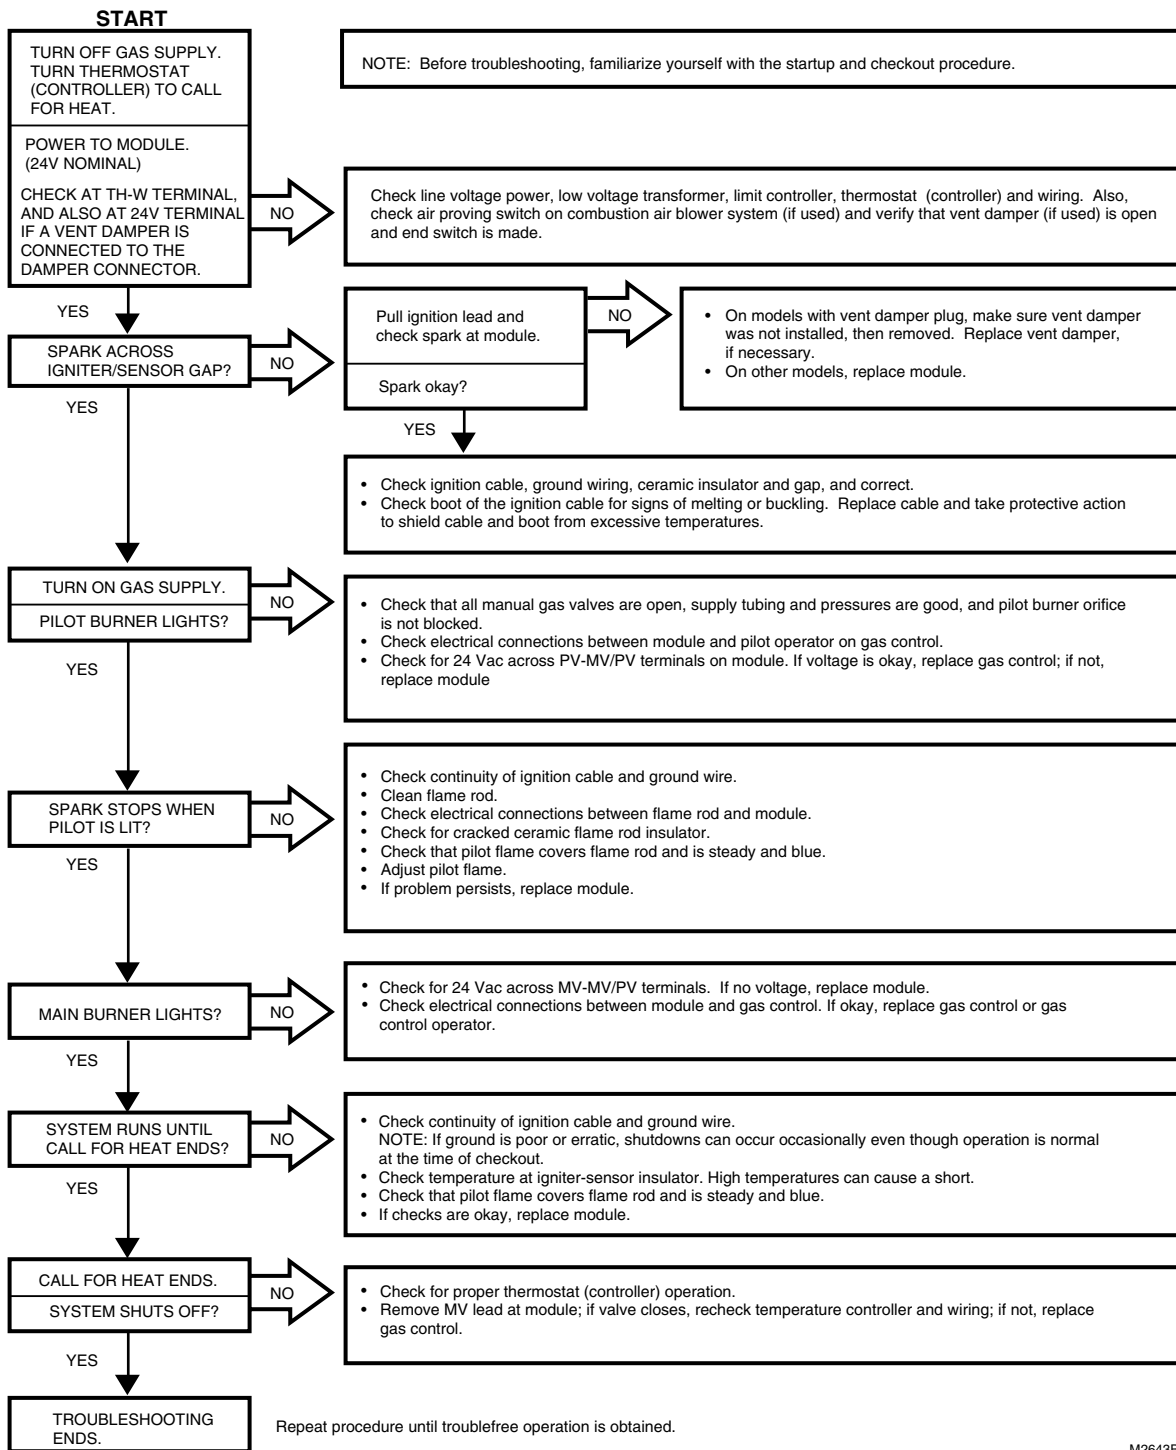 START
TURN OFF GAS SUPPLY.
TURN THERMOSTAT
(CONTROLLER) TO CALL
FOR HEAT.
NOTE: Before troubleshooting, familiarize yourself with the startup and checkout procedure.
POWER TO MODULE.
(24V NOMINAL)
CHECK AT TH-W TERMINAL,
AND ALSO AT 24V TERMINAL
IF A VENT DAMPER IS
CONNECTED TO THE
DAMPER CONNECTOR.
NO
Check line voltage power, low voltage transformer, limit controller, thermostat (controller) and wiring. Also,
check air proving switch on combustion air blower system (if used) and verify that vent damper (if used) is open
and end switch is made.
YES
SPARK ACROSS
IGNITER/SENSOR GAP?
NO
Pull ignition lead and
check spark at module.
Spark okay?
NO
• On models with vent damper plug, make sure vent damper
was not installed, then removed. Replace vent damper,
if necessary.
• On other models, replace module.
YES
YES
• Check ignition cable, ground wiring, ceramic insulator and gap, and correct.
• Check boot of the ignition cable for signs of melting or buckling. Replace cable and take protective action
to shield cable and boot from excessive temperatures.
TURN ON GAS SUPPLY.
PILOT BURNER LIGHTS?
NO
• Check that all manual gas valves are open, supply tubing and pressures are good, and pilot burner orifice
is not blocked.
• Check electrical connections between module and pilot operator on gas control.
• Check for 24 Vac across PV-MV/PV terminals on module. If voltage is okay, replace gas control; if not,
replace module
YES
SPARK STOPS WHEN
PILOT IS LIT?
NO
• Check continuity of ignition cable and ground wire.
• Clean flame rod.
• Check electrical connections between flame rod and module.
• Check for cracked ceramic flame rod insulator.
• Check that pilot flame covers flame rod and is steady and blue.
• Adjust pilot flame.
• If problem persists, replace module.
YES
MAIN BURNER LIGHTS?
NO
• Check for 24 Vac across MV-MV/PV terminals. If no voltage, replace module.
• Check electrical connections between module and gas control. If okay, replace gas control or gas
control operator.
YES
SYSTEM RUNS UNTIL
CALL FOR HEAT ENDS?
NO
• Check continuity of ignition cable and ground wire.
NOTE: If ground is poor or erratic, shutdowns can occur occasionally even though operation is normal
at the time of checkout.
• Check temperature at igniter-sensor insulator. High temperatures can cause a short.
• Check that pilot flame covers flame rod and is steady and blue.
• If checks are okay, replace module.
YES
CALL FOR HEAT ENDS.
SYSTEM SHUTS OFF?
NO
• Check for proper thermostat (controller) operation.
• Remove MV lead at module; if valve closes, recheck temperature controller and wiring; if not, replace
gas control.
YES
TROUBLESHOOTING
ENDS.
Repeat procedure until troublefree operation is obtained.